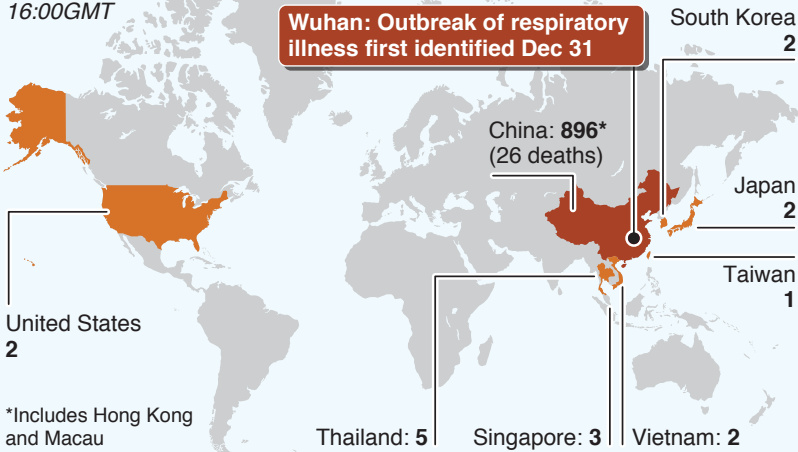 16:00GMT
Wuhan: Outbreak of respiratory
illness first identified Dec 31
South Korea
2
China: 896*
(26 deaths)
Japan
2
Taiwan
1
United States
2
*Includes Hong Kong
and Macau
Thailand: 5
Singapore: 3
Vietnam: 2